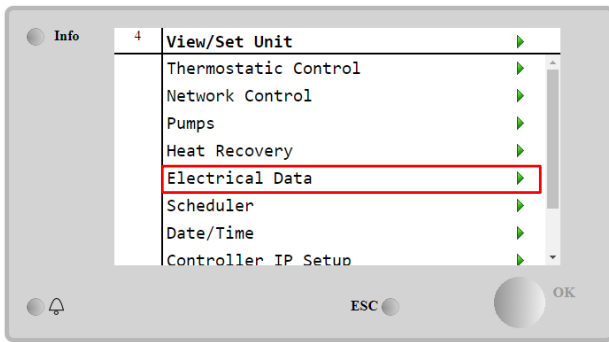 Info
4 View/Set Unit
Thermostatic Control
Network Control
Pumps
Heat Recovery
Electrical Data
Scheduler
Date/Time
Controller IP Setup
ESC
OK